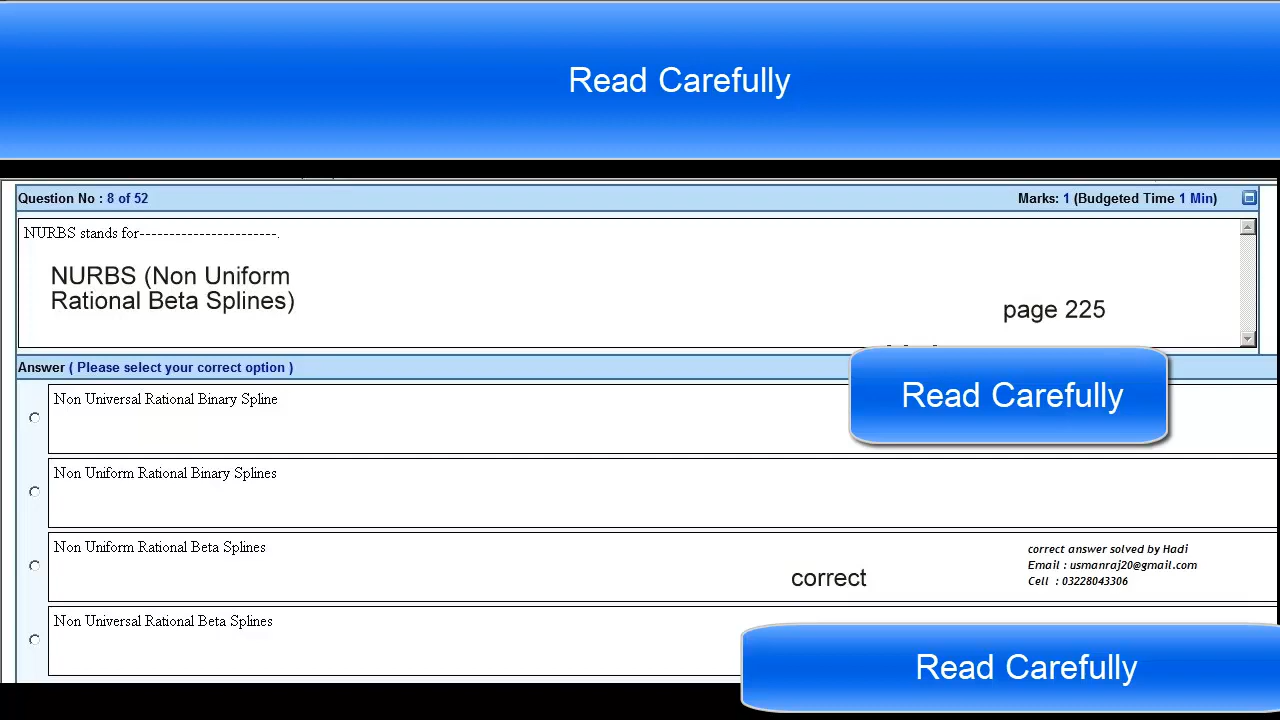 Read Carefully
Question No : 8 of 52
Marks: 1 (Budgeted Time 1 Min)
NURBS stands for-----------------------.
NURBS (Non Uniform
Rational Beta Splines)
page 225
Answer ( Please select your correct option )
Read Carefully
Non Universal Rational Binary Spline
Non Uniform Rational Binary Splines
Non Uniform Rational Beta Splines
correct
correct answer solved by Hadi
Email : usmanraj20@gmail.com
Cell : 03228043306
Non Universal Rational Beta Splines
Read Carefully